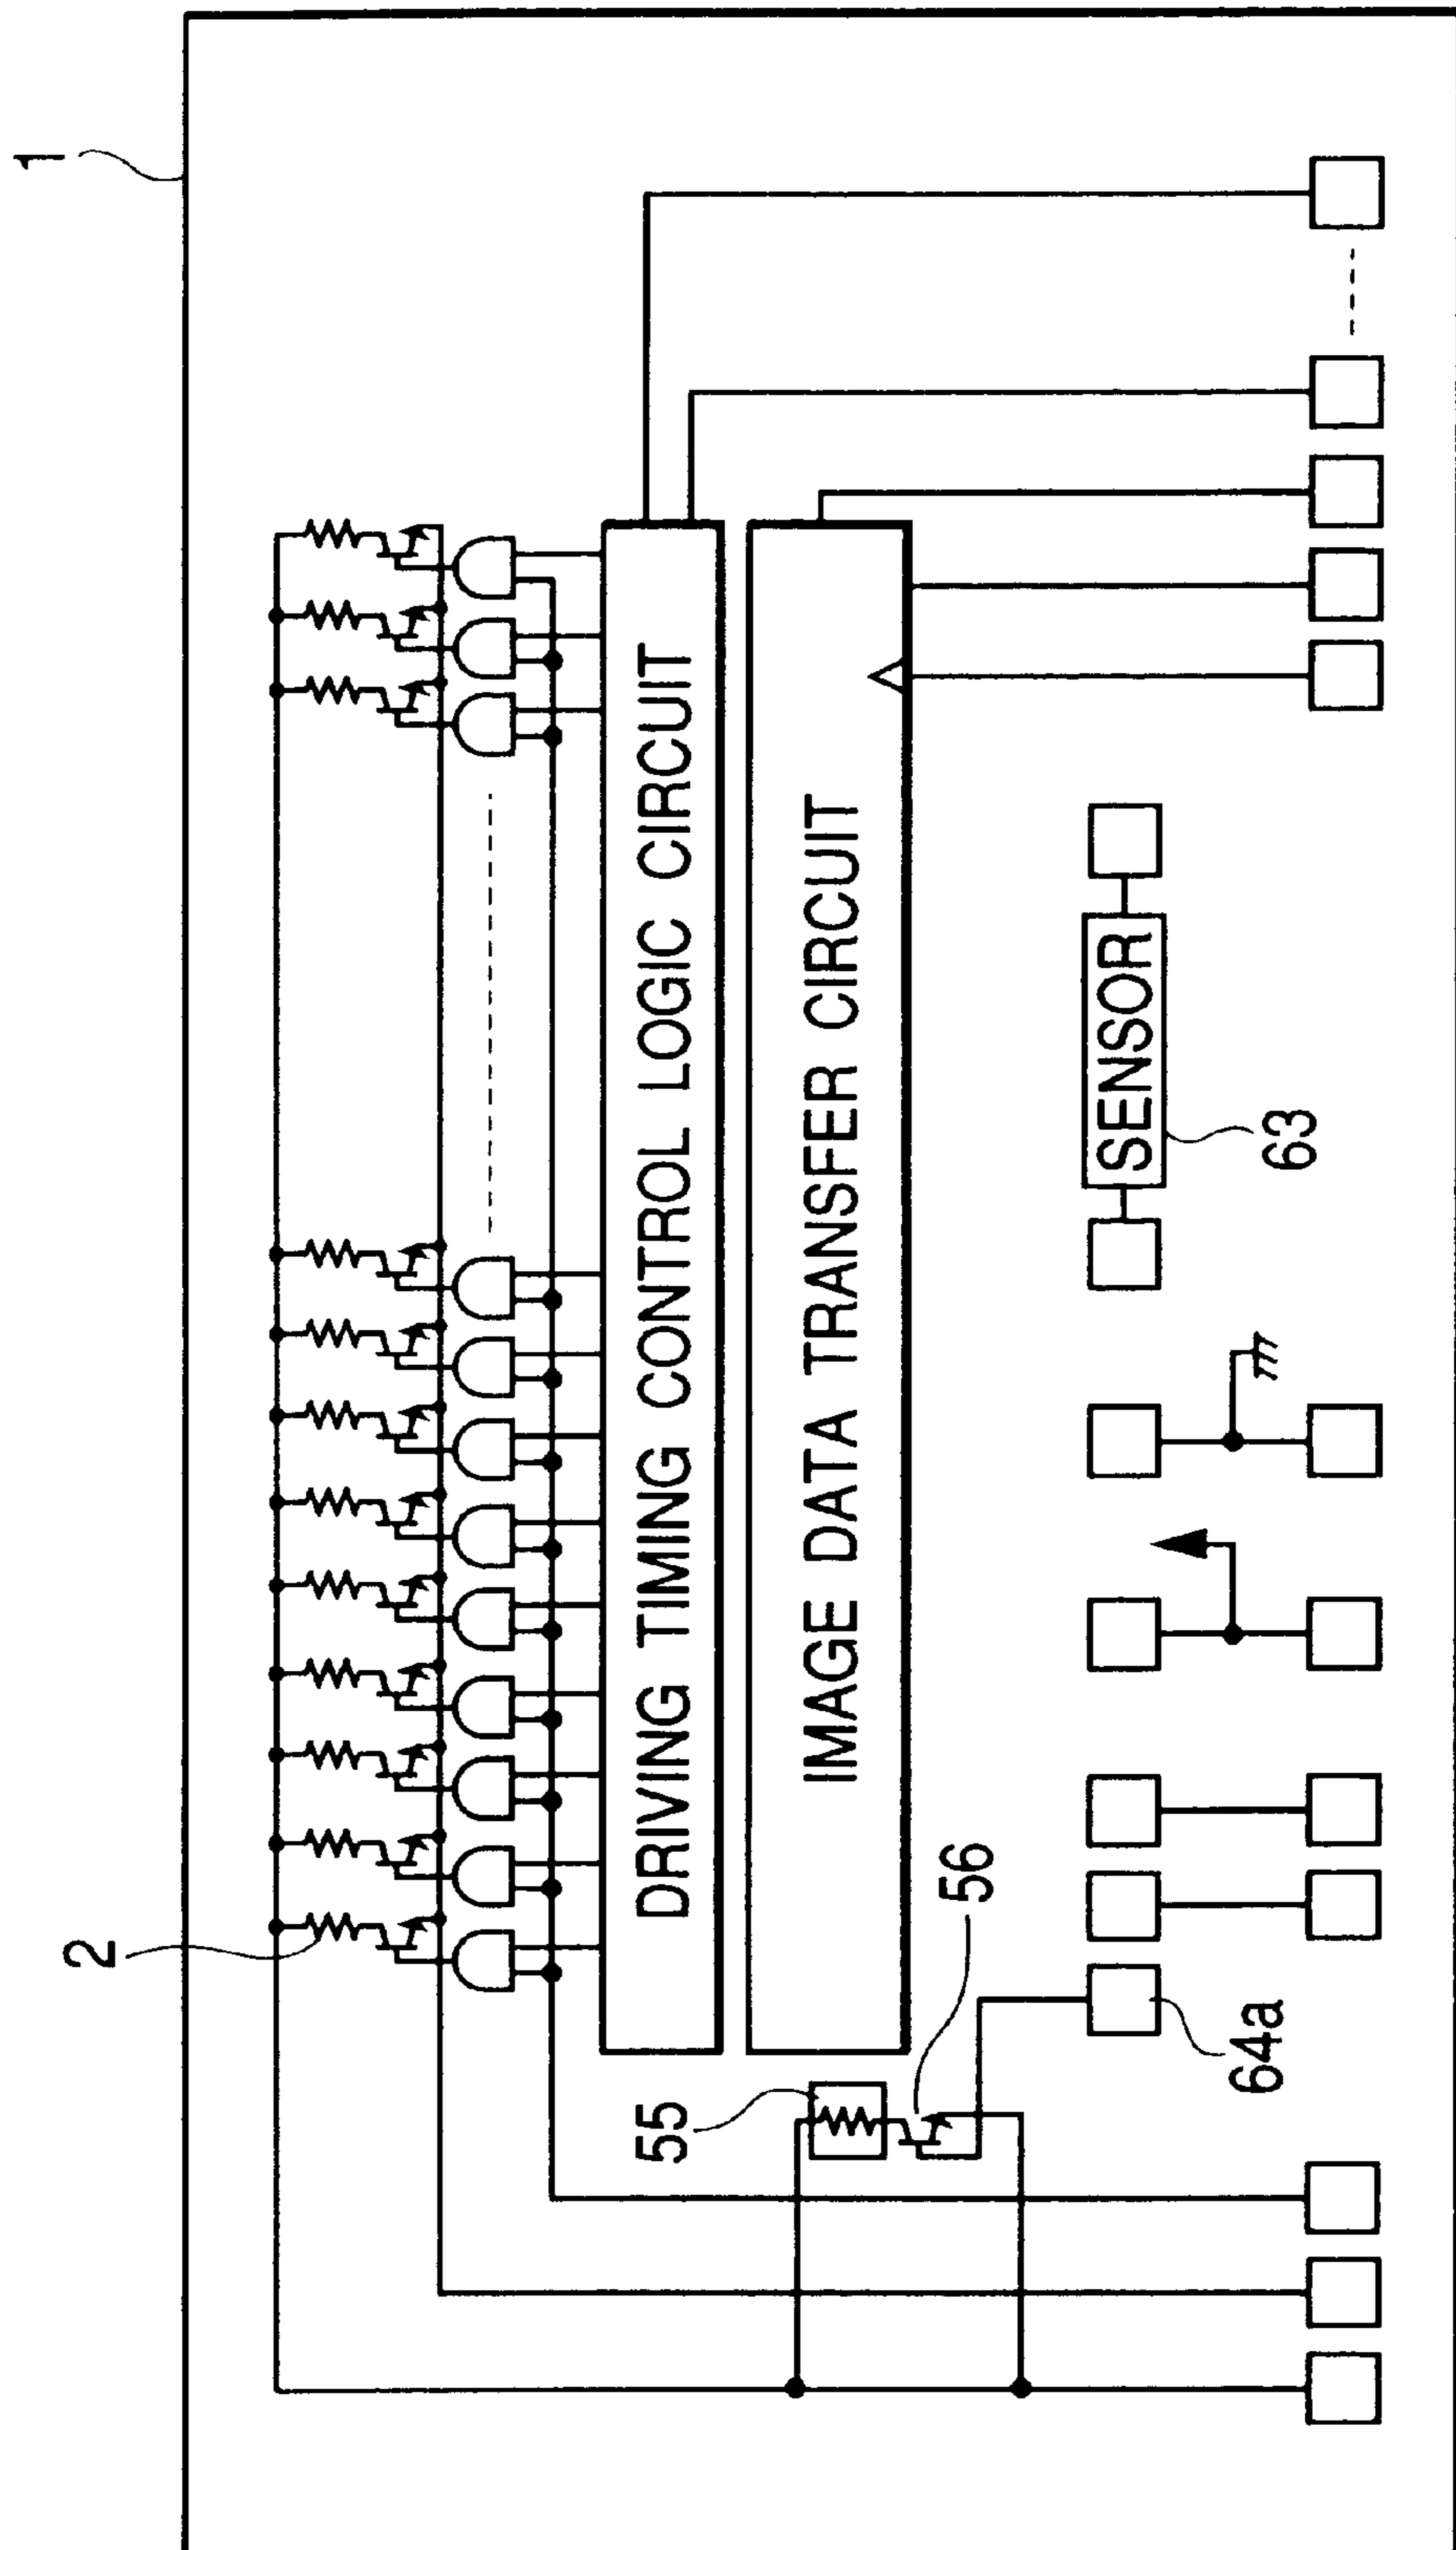 1
2
DRIVING TIMING CONTROL LOGIC CIRCUIT
IMAGE DATA TRANSFER CIRCUIT
55
56
SENSOR
63
64a